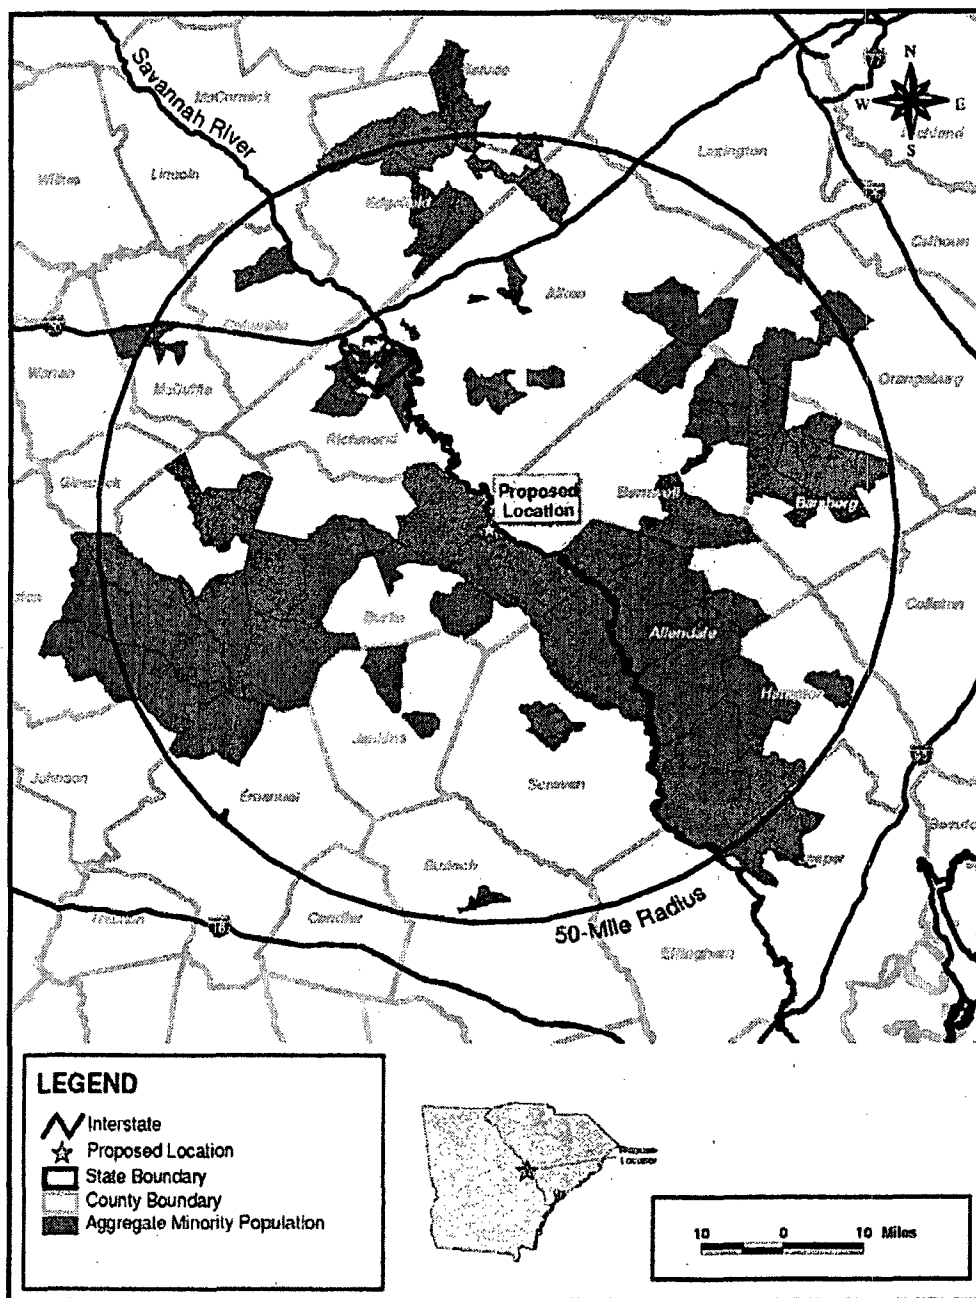 N
W E
S
Savannah River
McCormick
Lexington
Wilkes
Lincoln
Edgefield
Calhoun
Aiken
Columbia
Warren
McDuffie
Orangeburg
Richmond
Glascock
Proposed
Location
Barnwell
Bamberg
Burke
Colleton
Allendale
Hampton
Jenkins
Johnson
Emanuel
Screven
Bulloch
Candler
50-Mile Radius
Effingham
16
LEGEND
Interstate
Proposed Location
State Boundary
County Boundary
Aggregate Minority Population
10 0 10 Miles